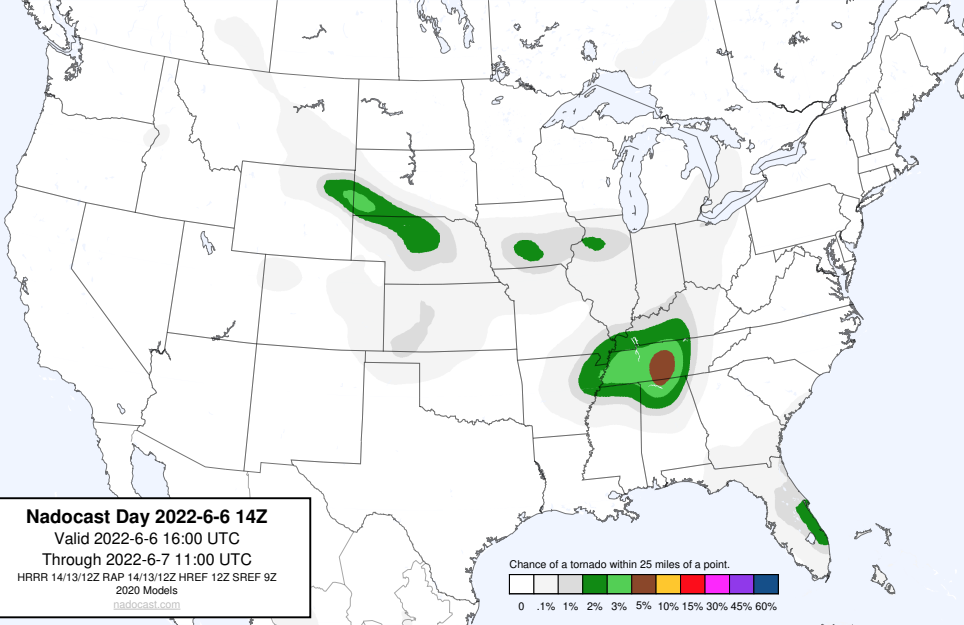 Nadocast Day 2022-6-6 14Z
Valid 2022-6-6 16:00 UTC
Through 2022-6-7 11:00 UTC
HRRR 14/13/12Z RAP 14/13/12Z HREF 12Z SREF 9Z
2020 Models
nadocast.com
Chance of a tornado within 25 miles of a point.
0 .1% 1% 2% 3% 5% 10% 15% 30% 45% 60%